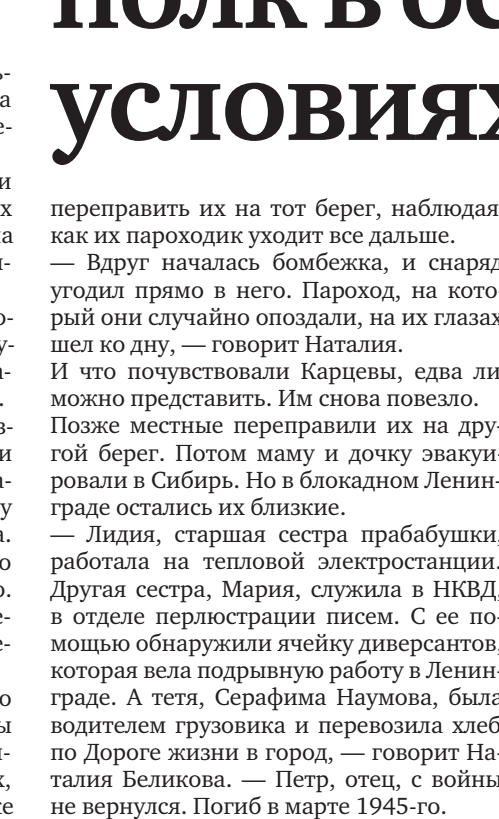 условиях
переправить их на тот берег, наблюдая
как их пароходик уходит все дальше.
— Вдруг началась бомбежка, и снаряд
угодил прямо в него. Пароход, на кото-
рый они случайно опоздали, на их глазах
шел ко дну, — говорит Наталия.
И что почувствовали Карцевы, едва ли
можно представить. Им снова повезло.
Позже местные переправили их на дру-
гой берег. Потом маму и дочку эвакуи-
ровали в Сибирь. Но в блокадном Ленин-
граде остались их близкие.
— Лидия, старшая сестра прабабушки,
работала на тепловой электростанции.
Другая сестра, Мария, служила в НКВД,
в отделе перлюстрации писем. С ее по-
мощью обнаружили ячейку диверсантов,
которая вела подрывную работу в Ленин-
граде. А тетя, Серафима Наумова, была
водителем грузовика и перевозила хлеб
по Дороге жизни в город, — говорит На-
талия Беликова. — Петр, отец, с войны
не вернулся. Погиб в марте 1945-го.